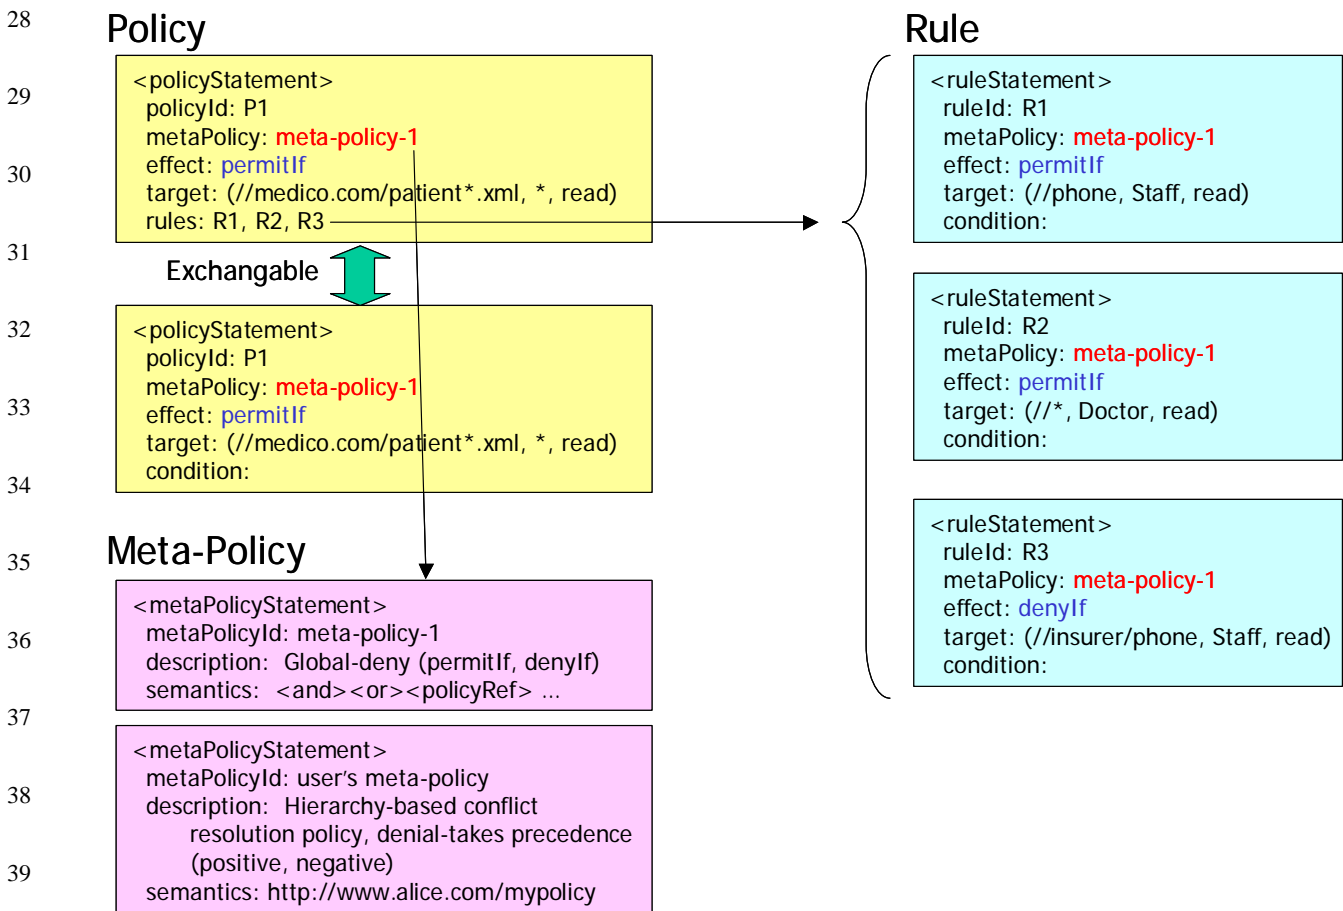 28
29
30
31
32
33
34
35
36
37
38
39
Policy
<policyStatement>
policyId: P1
metaPolicy: meta-policy-1
effect: permitIf
target: (//medico.com/patient*.xml, *, read)
rules: R1, R2, R3
Exchangable
<policyStatement>
policyId: P1
metaPolicy: meta-policy-1
effect: permitIf
target: (//medico.com/patient*.xml, *, read)
condition:
Meta-Policy
<metaPolicyStatement>
metaPolicyId: meta-policy-1
description: Global-deny (permitIf, denyIf)
semantics: <and><or><policyRef> ...
<metaPolicyStatement>
metaPolicyId: user's meta-policy
description: Hierarchy-based conflict
resolution policy, denial-takes precedence
(positive, negative)
semantics: http://www.alice.com/mypolicy
Rule
<ruleStatement>
ruleId: R1
metaPolicy: meta-policy-1
effect: permitIf
target: (//phone, Staff, read)
condition:
<ruleStatement>
ruleId: R2
metaPolicy: meta-policy-1
effect: permitIf
target: (//*, Doctor, read)
condition:
<ruleStatement>
ruleId: R3
metaPolicy: meta-policy-1
effect: denyIf
target: (//insurer/phone, Staff, read)
condition: